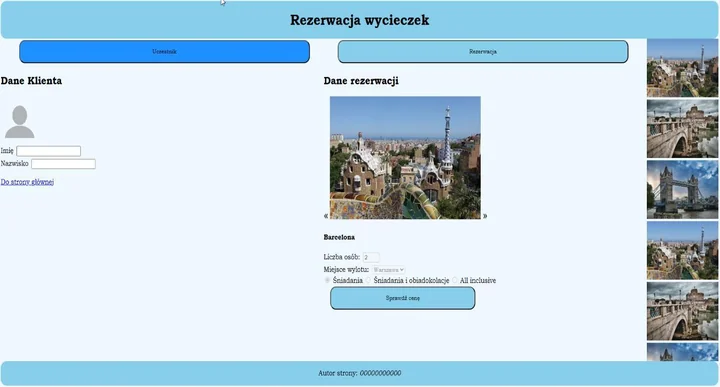 Rezerwacja wycieczek
Uczestnik
Rezerwacja
Dane Klienta
Imię
Nazwisko
Do strony głównej
Dane rezerwacji
« »
Barcelona
Liczba osób: 2
Miejsce wylotu: Warszawa
Śniadania Śniadania i obiadokolacje All inclusive
Sprawdź cenę
Autor strony: 00000000000